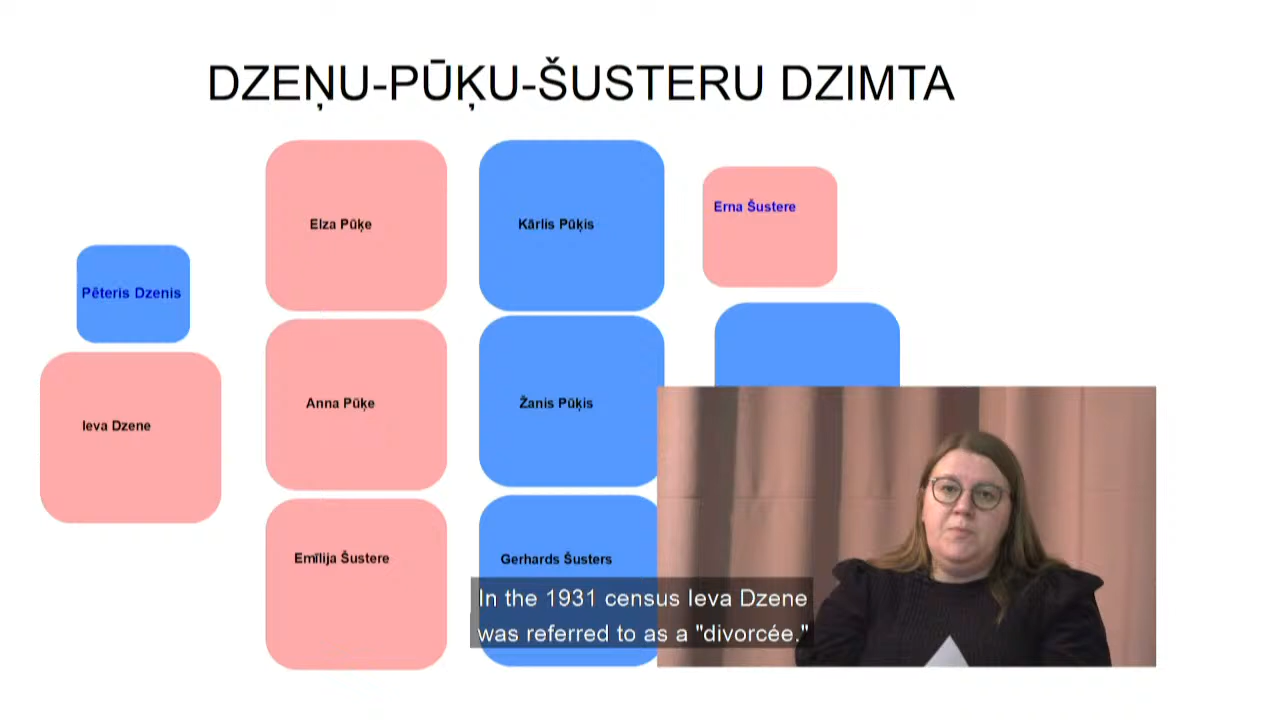 DZEŅU-PŪĶU-ŠUSTERU DZIMTA
Elza Pūķe
Kārlis Pūķis
Erna Šustere
Pēteris Dzenis
Ieva Dzene
Anna Pūķe
Žanis Pūķis
Emīlija Šustere
Gerhards Šusters
In the 1931 census Ieva Dzene
was referred to as a "divorcée."